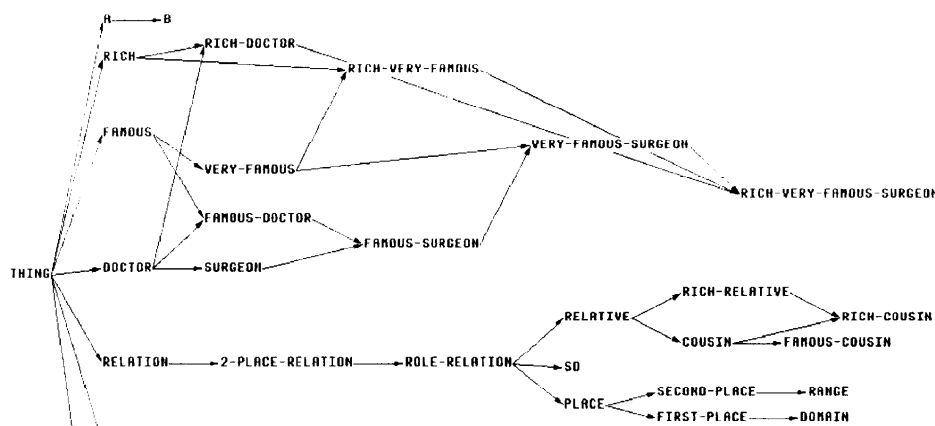 A B
RICH-DOCTOR
RICH
RICH-VERY-FAMOUS
FAMOUS
VERY-FAMOUS-SURGEON
VERY-FAMOUS
RICH-VERY-FAMOUS-SURGEON
FAMOUS-DOCTOR
FAMOUS-SURGEON
THING DOCTOR SURGEON
RICH-RELATIVE
RELATIVE RICH-COUSIN
COUSIN FAMOUS-COUSIN
RELATION 2-PLACE-RELATION ROLE-RELATION SD
SECOND-PLACE RANGE
PLACE
FIRST-PLACE DOMAIN